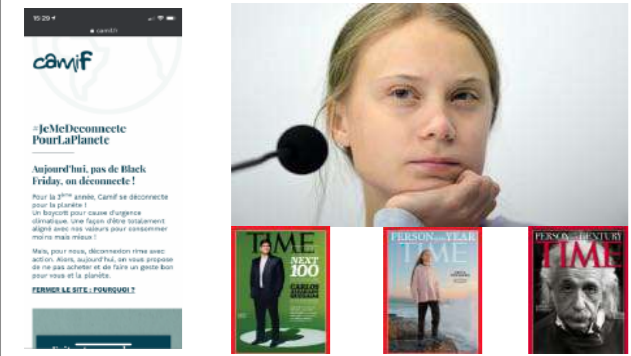 15:29
camif.fr
camif
#JeMeDeconnecte
PourLaPlanete
Aujourd'hui, pas de Black
Friday, on déconnecte !
Pour la 3ème année, Camif se déconnecte
pour la planète !
Un boycott pour cause d'urgence
climatique. Une façon d'être totalement
aligné avec nos valeurs pour consommer
moins mais mieux !
Mais, pour nous, déconnexion rime avec
action. Alors, aujourd'hui, on vous propose
de ne pas acheter et de faire un geste bon
pour vous et la planète.
FERMER LE SITE : POURQUOI ?
TIME
NEXT
100
CARLOS
PERSON OF THE YEAR
TIME
PERSON OF THE CENTURY
TIME